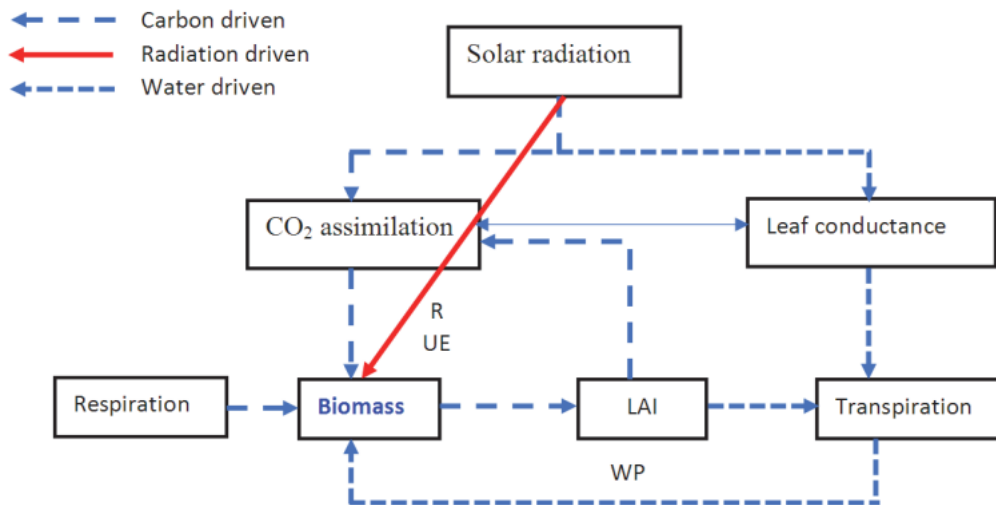 Carbon driven
Radiation driven
Water driven
Solar radiation
CO₂ assimilation
Leaf conductance
R
UE
Respiration
Biomass
LAI
Transpiration
WP